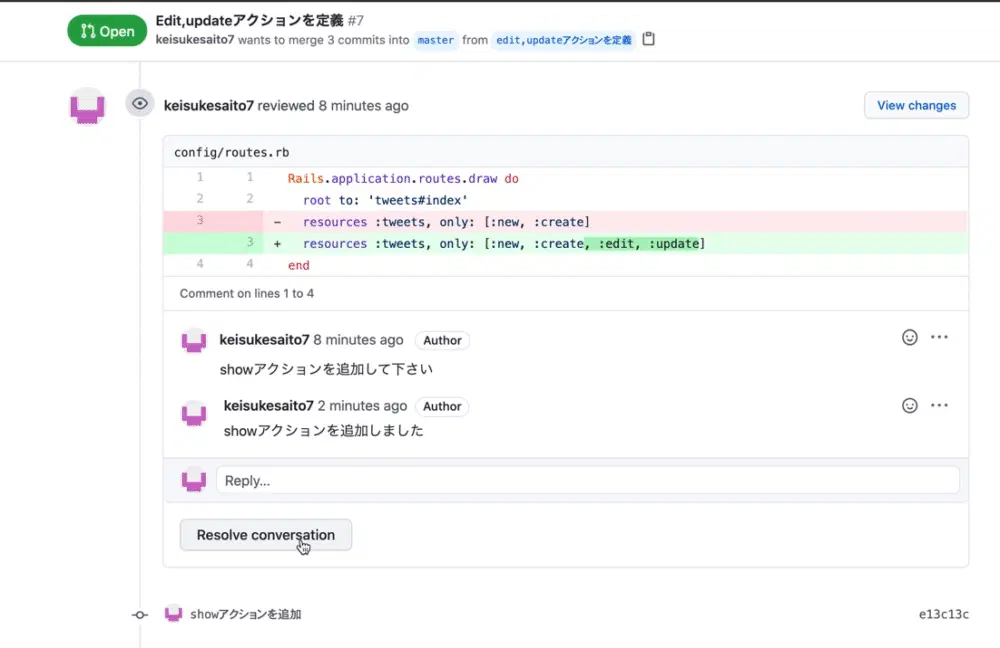 Open
Edit,updateアクションを定義 #7
keisukesaito7 wants to merge 3 commits into master from edit,updateアクションを定義
keisukesaito7 reviewed 8 minutes ago
View changes
config/routes.rb
1 1 Rails.application.routes.draw do
2 2 root to: 'tweets#index'
3 - resources :tweets, only: [:new, :create]
3 + resources :tweets, only: [:new, :create, :edit, :update]
4 4 end
Comment on lines 1 to 4
keisukesaito7 8 minutes ago Author
showアクションを追加して下さい
keisukesaito7 2 minutes ago Author
showアクションを追加しました
Reply...
Resolve conversation
showアクションを追加 e13c13c